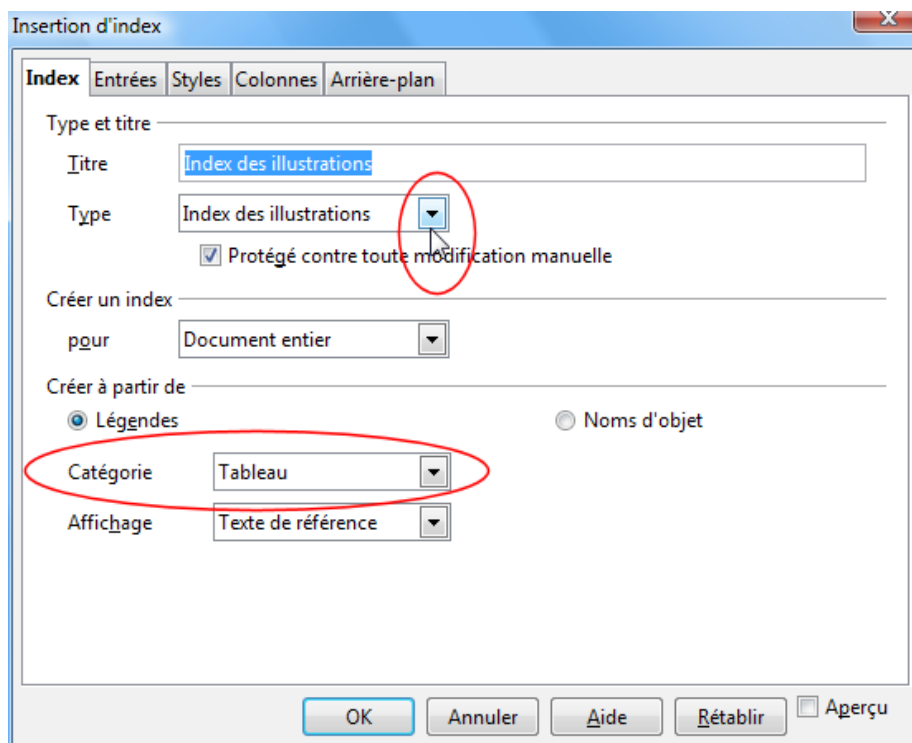 Insertion d'index
Index Entrées Styles Colonnes Arrière-plan
Type et titre
Titre Index des illustrations
Type Index des illustrations
Protégé contre toute modification manuelle
Créer un index
pour Document entier
Créer à partir de
Légendes Noms d'objet
Catégorie Tableau
Affichage Texte de référence
OK Annuler Aide Rétablir Aperçu